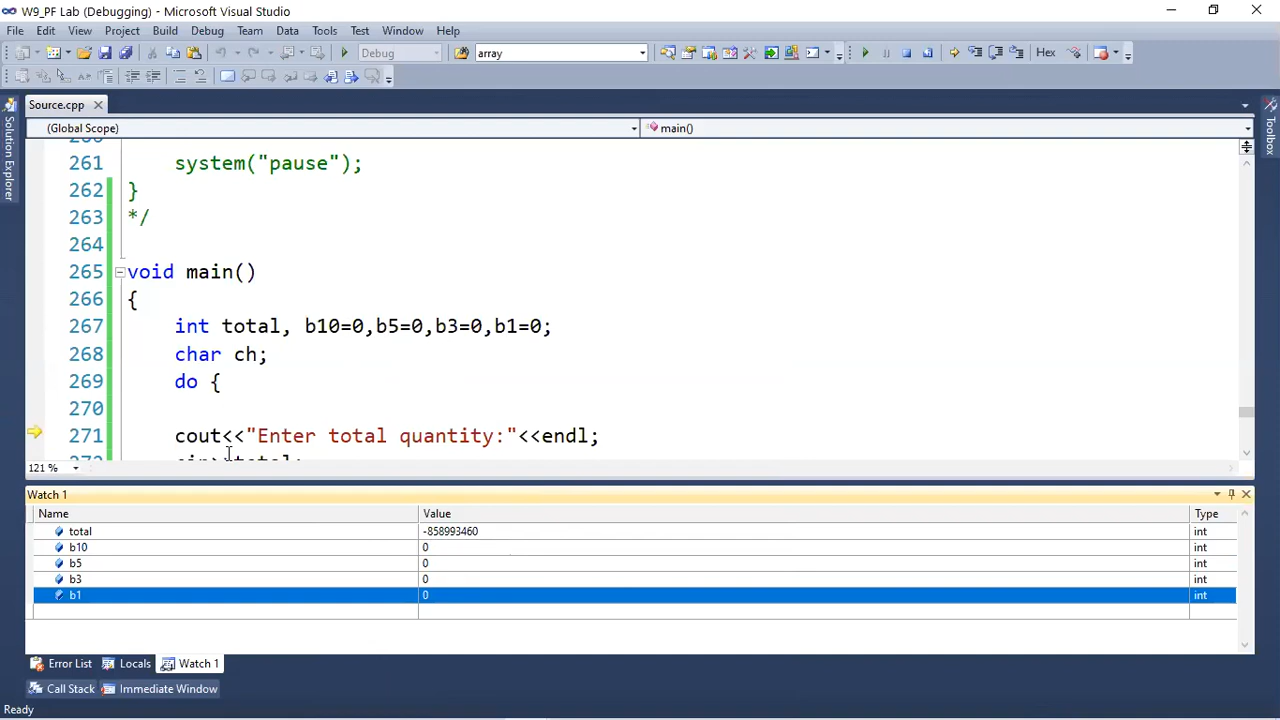 W9_PF Lab (Debugging) - Microsoft Visual Studio
File Edit View Project Build Debug Team Data Tools Test Window Help
Debug array Hex
Source.cpp
(Global Scope) main()
261 system("pause");
262 }
263 */
264
265 void main()
266 {
267 int total, b10=0,b5=0,b3=0,b1=0;
268 char ch;
269 do {
270
271 cout<<"Enter total quantity:"<<endl;
121 %
Watch 1
Name Value Type
total -858993460 int
b10 0 int
b5 0 int
b3 0 int
b1 0 int
Error List Locals Watch 1
Call Stack Immediate Window
Ready
Solution Explorer
Toolbox